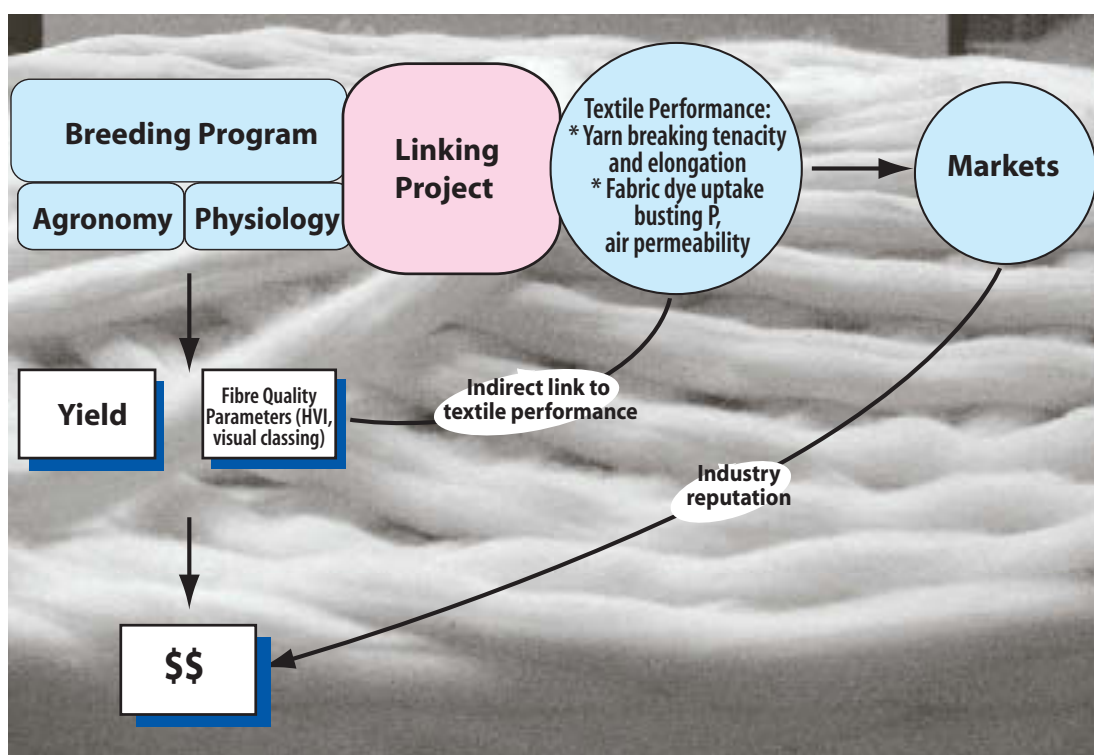 Breeding Program
Agronomy
Physiology
Linking
Project
Textile Performance:
* Yarn breaking tenacity
and elongation
* Fabric dye uptake
busting P,
air permeability
Markets
Yield
Fibre Quality
Parameters (HVI,
visual classing)
Indirect link to
textile performance
Industry
reputation
$$